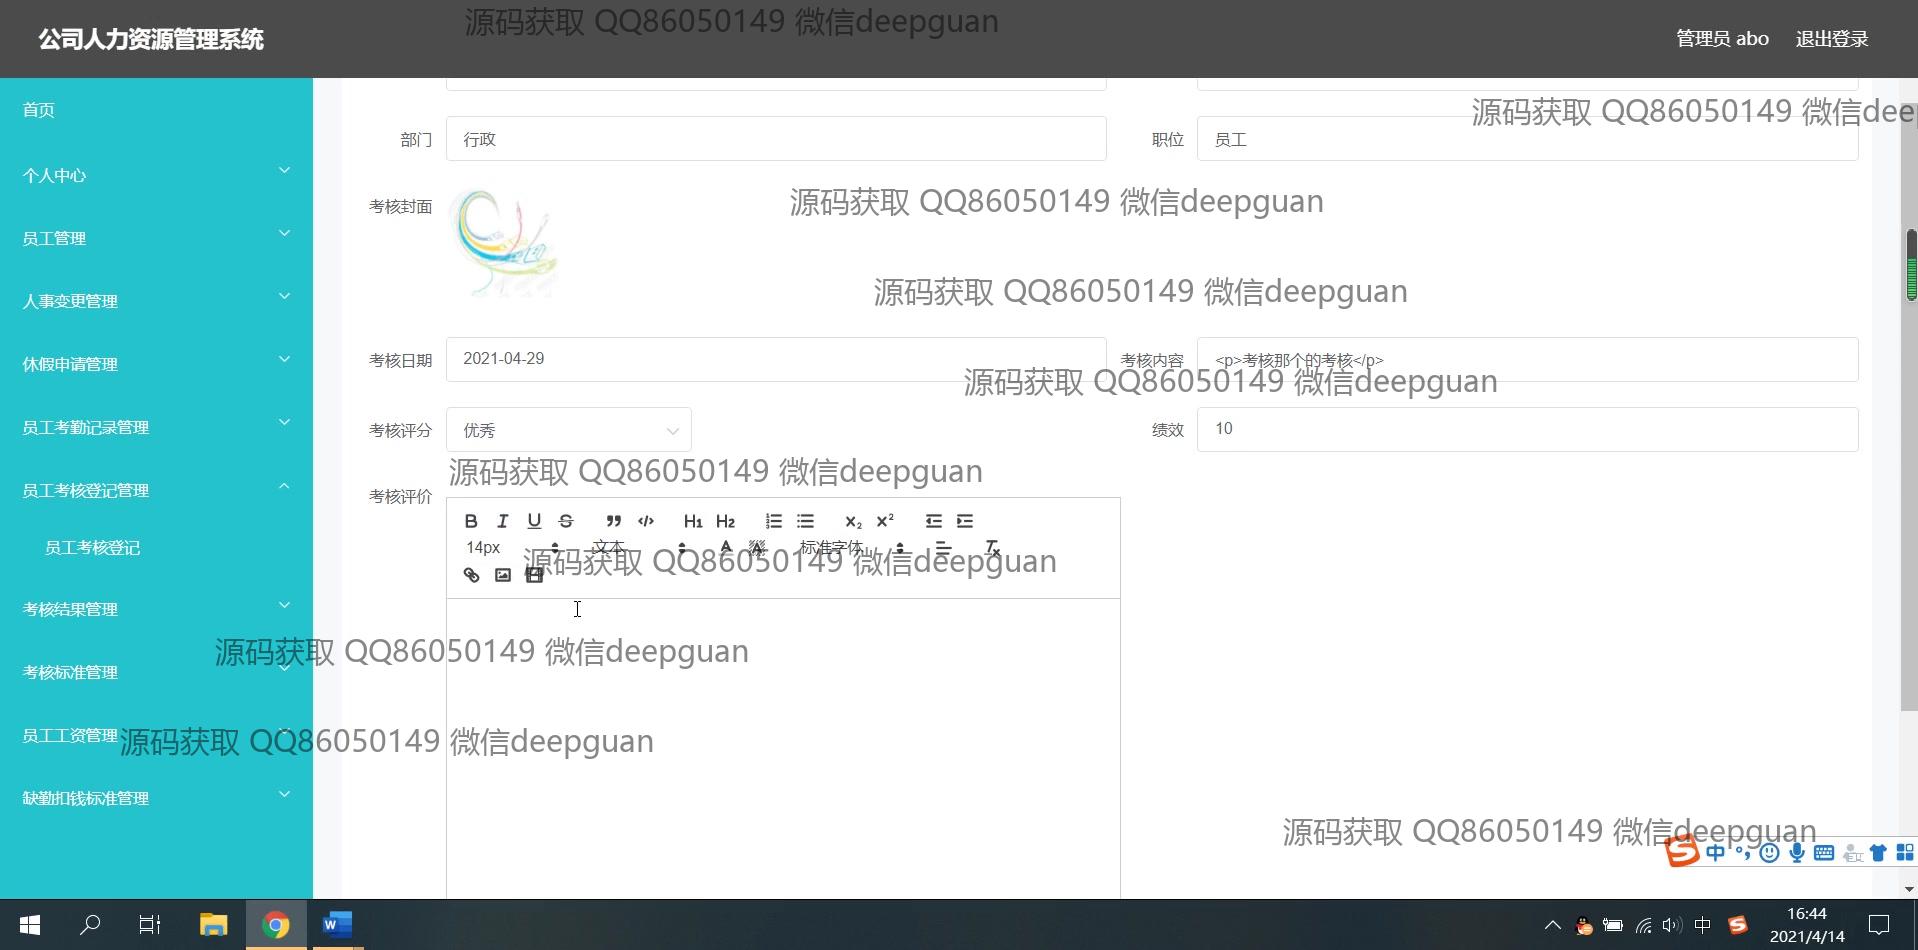 公司人力资源管理系统
源码获取 QQ86050149 微信deepguan
管理员 abo
退出登录
首页
源码获取 QQ86050149 微信dee
部门
行政
职位
员工
个人中心
考核封面
源码获取 QQ86050149 微信deepguan
员工管理
人事变更管理
源码获取 QQ86050149 微信deepguan
休假申请管理
考核日期
2021-04-29
考核内容
<p>考核那个的考核</p>
源码获取 QQ86050149 微信deepguan
员工考勤记录管理
考核评分
优秀
绩效
10
源码获取 QQ86050149 微信deepguan
员工考核登记管理
考核评价
B I U S H1 H2 X2 X2
员工考核登记
14px
文本
标准字体
源码获取 QQ86050149 微信deepguan
考核结果管理
源码获取 QQ86050149 微信deepguan
考核标准管理
员工工资管理
源码获取 QQ86050149 微信deepguan
缺勤扣钱标准管理
源码获取 QQ86050149 微信deepguan
中
中
16:44
2021/4/14